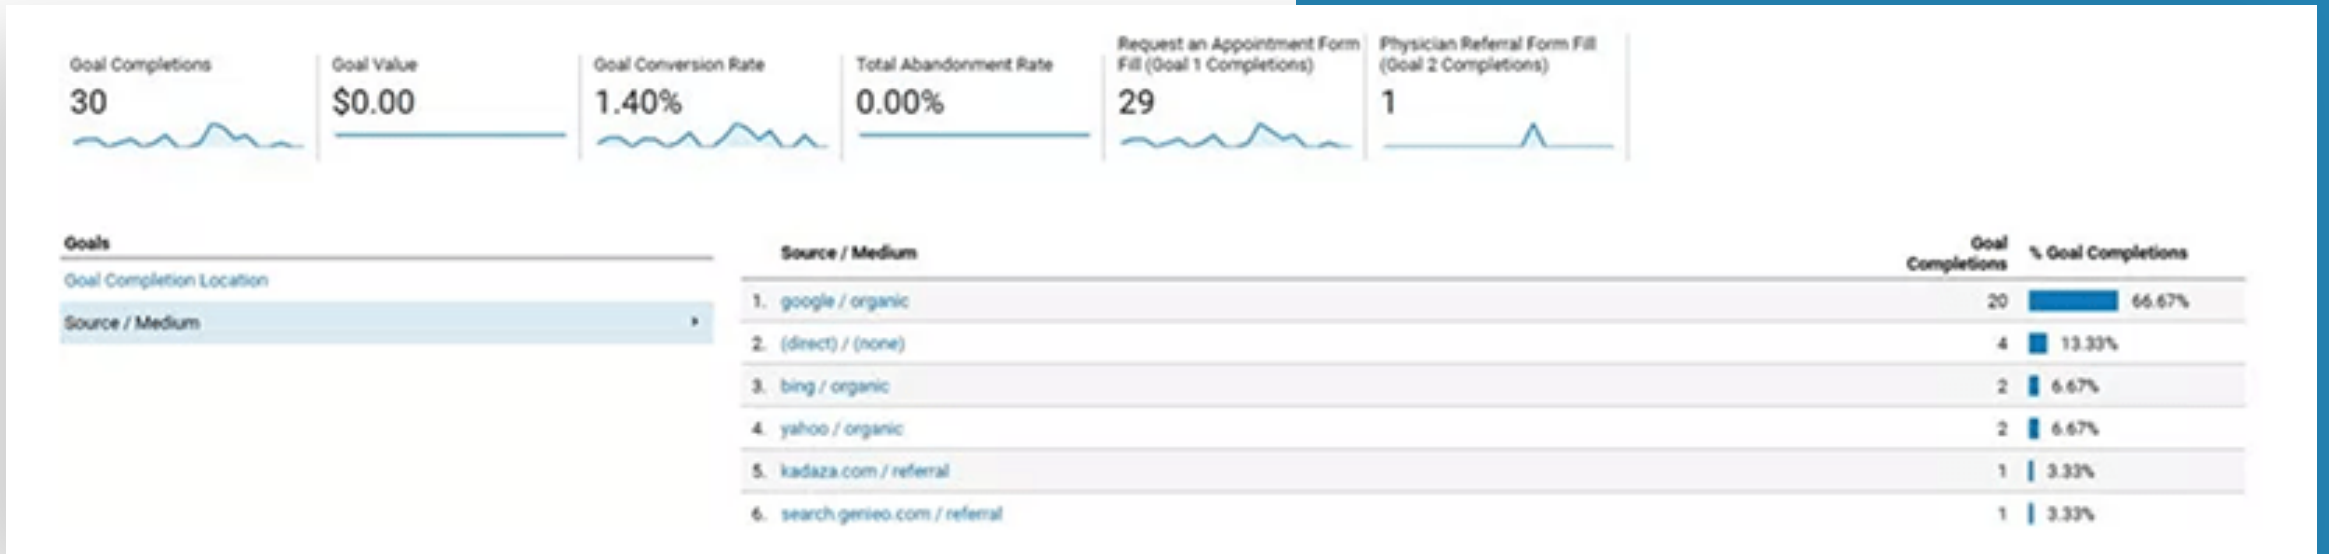 Goal Completions
30
Goal Value
$0.00
Goal Conversion Rate
1.40%
Total Abandonment Rate
0.00%
Request an Appointment Form
Fill (Goal 1 Completions)
29
Physician Referral Form Fill
(Goal 2 Completions)
1
Goals
Goal Completion Location
Source / Medium
Source / Medium
Goal
Completions
% Goal Completions
1. google / organic 20 66.67%
2. (direct) / (none) 4 13.33%
3. bing / organic 2 6.67%
4. yahoo / organic 2 6.67%
5. kadaza.com / referral 1 3.33%
6. search.genieo.com / referral 1 3.33%